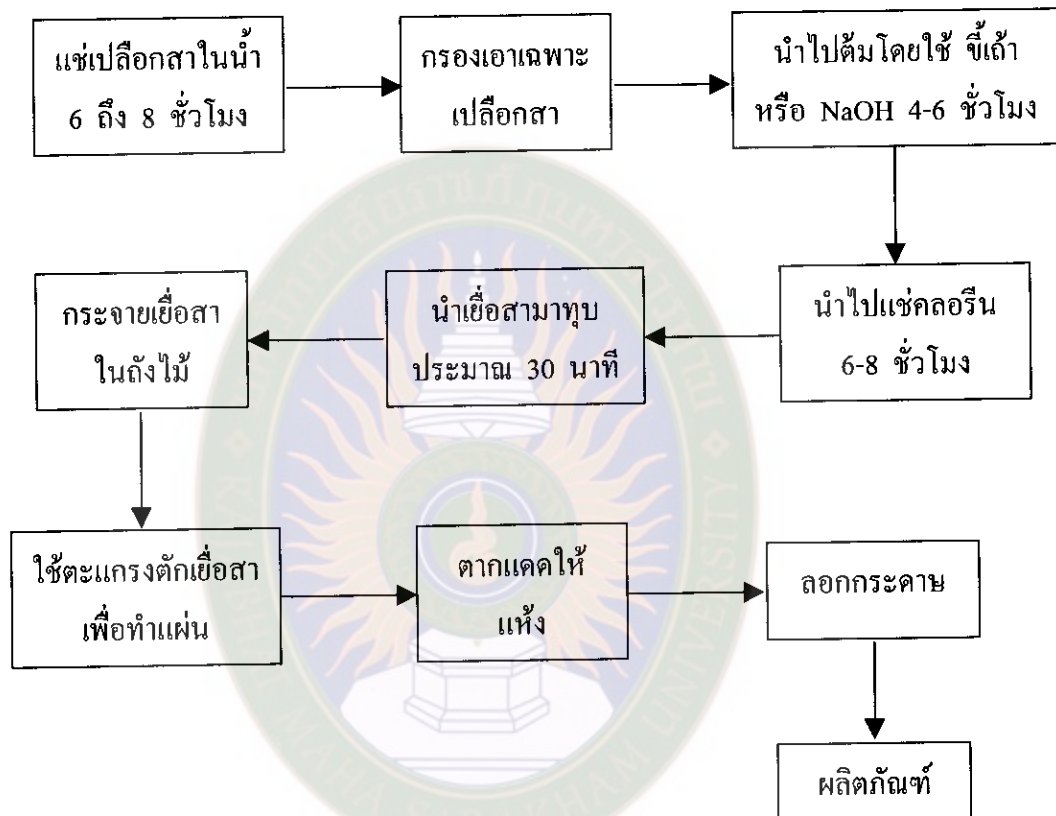 แช่เปลือกสาในน้ำ
6 ถึง 8 ชั่วโมง
กรองเอาเฉพาะ
เปลือกสา
นำไปต้มโดยใช้ ขี้เถ้า
หรือ NaOH 4-6 ชั่วโมง
นำไปแช่คลอรีน
6-8 ชั่วโมง
นำเยื่อสามาทุบ
ประมาณ 30 นาที
กระจายเยื่อสา
ในถังไม้
ใช้ตะแกรงตักเยื่อสา
เพื่อทำแผ่น
ตากแดดให้
แห้ง
ลอกกระดาษ
ผลิตภัณฑ์
MAHA SARAKHAM UNIVERSITY